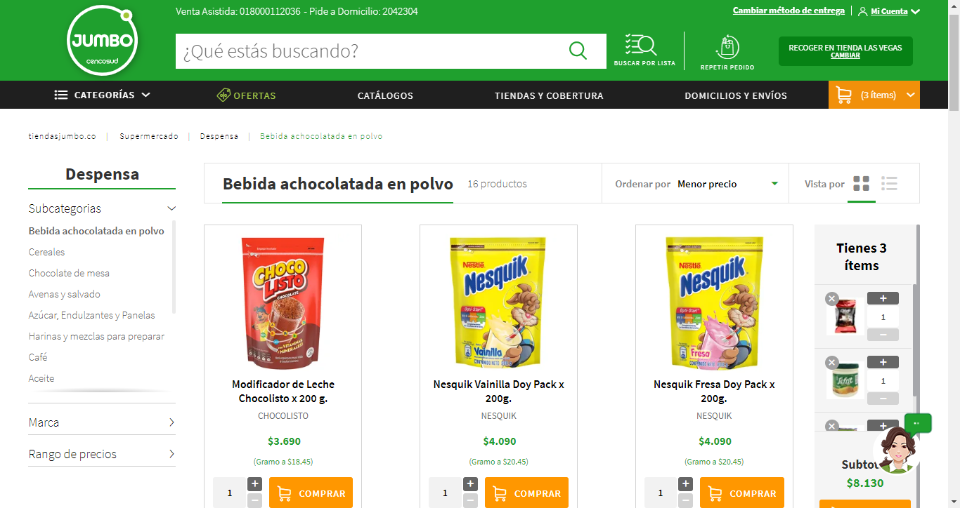 Venta Asistida: 018000112036 - Pide a Domicilio: 2042304
Cambiar método de entrega
Mi Cuenta
JUMBO
cencosud
¿Qué estás buscando?
BUSCAR POR LISTA
REPETIR PEDIDO
RECOGER EN TIENDA LAS VEGAS
CAMBIAR
CATEGORÍAS
OFERTAS
CATÁLOGOS
TIENDAS Y COBERTURA
DOMICILIOS Y ENVÍOS
(3 ítems)
tiendasjumbo.co | Supermercado | Despensa | Bebida achocolatada en polvo
Despensa
Subcategorias
Bebida achocolatada en polvo
Cereales
Chocolate de mesa
Avenas y salvado
Azúcar, Endulzantes y Panelas
Harinas y mezclas para preparar
Café
Aceite
Marca
Rango de precios
Bebida achocolatada en polvo
16 productos
Ordenar por Menor precio
Vista por
CHOCO
LISTO
Modificador de Leche
Chocolisto x 200 g.
CHOCOLISTO
$3.690
(Gramo a $18.45)
1
+
−
COMPRAR
Nestlé
Nesquik
Vainilla
Nesquik Vainilla Doy Pack x
200g.
NESQUIK
$4.090
(Gramo a $20.45)
1
+
−
COMPRAR
Nestlé
Nesquik
Fresa
Nesquik Fresa Doy Pack x
200g.
NESQUIK
$4.090
(Gramo a $20.45)
1
+
−
COMPRAR
Tienes 3
ítems
+
1
−
+
1
−
+
$8.130